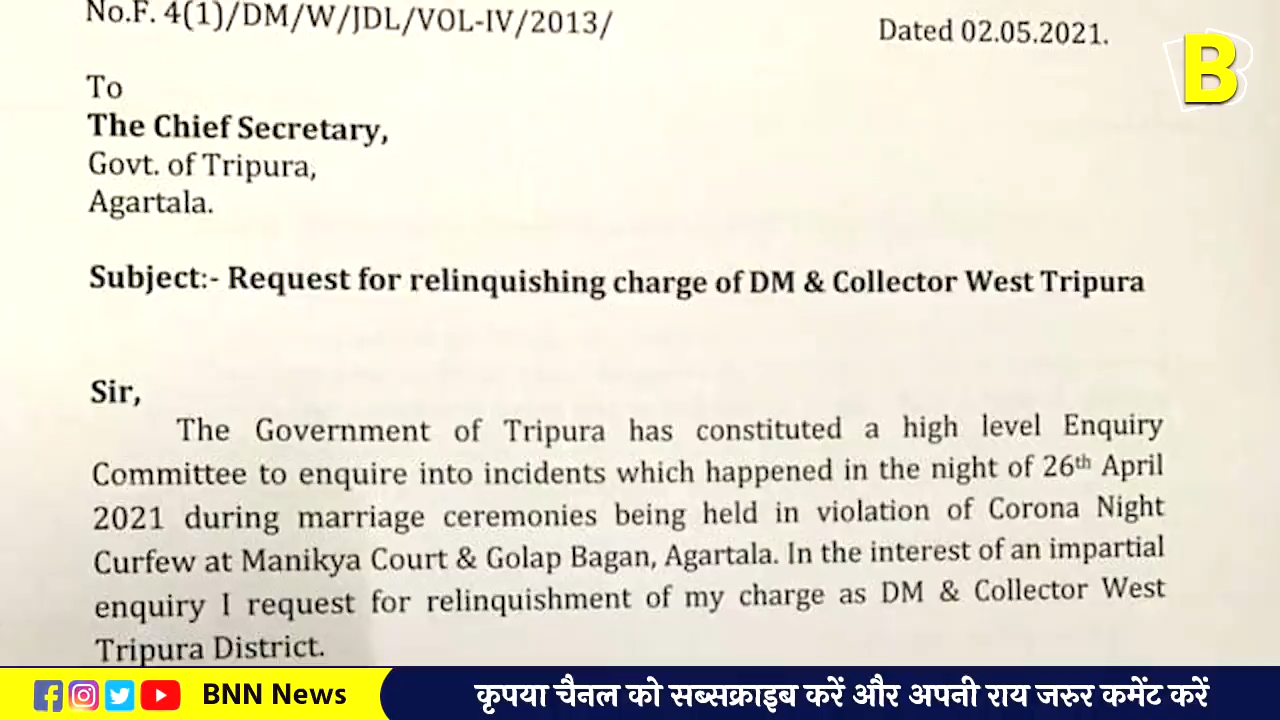 No.F. 4(1)/DM/W/JDL/VOL-IV/2013/
Dated 02.05.2021.
B
To
The Chief Secretary,
Govt. of Tripura,
Agartala.
Subject:- Request for relinquishing charge of DM & Collector West Tripura
Sir,
The Government of Tripura has constituted a high level Enquiry
Committee to enquire into incidents which happened in the night of 26th April
2021 during marriage ceremonies being held in violation of Corona Night
Curfew at Manikya Court & Golap Bagan, Agartala. In the interest of an impartial
enquiry I request for relinquishment of my charge as DM & Collector West
Tripura District.
BNN News
कृपया चैनल को सब्सक्राइब करें और अपनी राय जरुर कमेंट करें